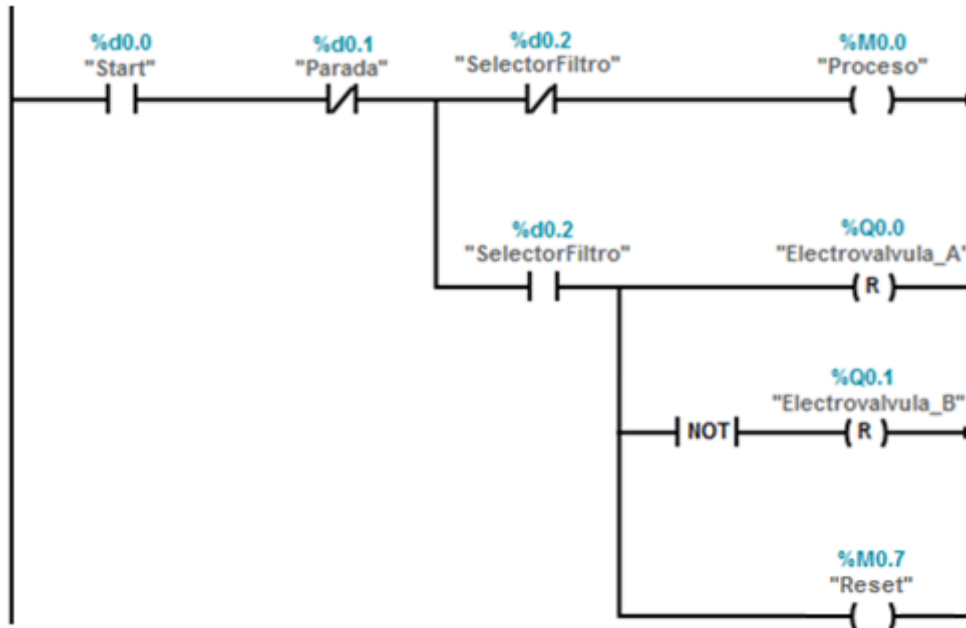 %d0.0
"Start"
%d0.1
"Parada"
%d0.2
"SelectorFiltro"
%M0.0
"Proceso"
%d0.2
"SelectorFiltro"
%Q0.0
"Electrovalvula_A"
R
%Q0.1
"Electrovalvula_B"
NOT
R
%M0.7
"Reset"